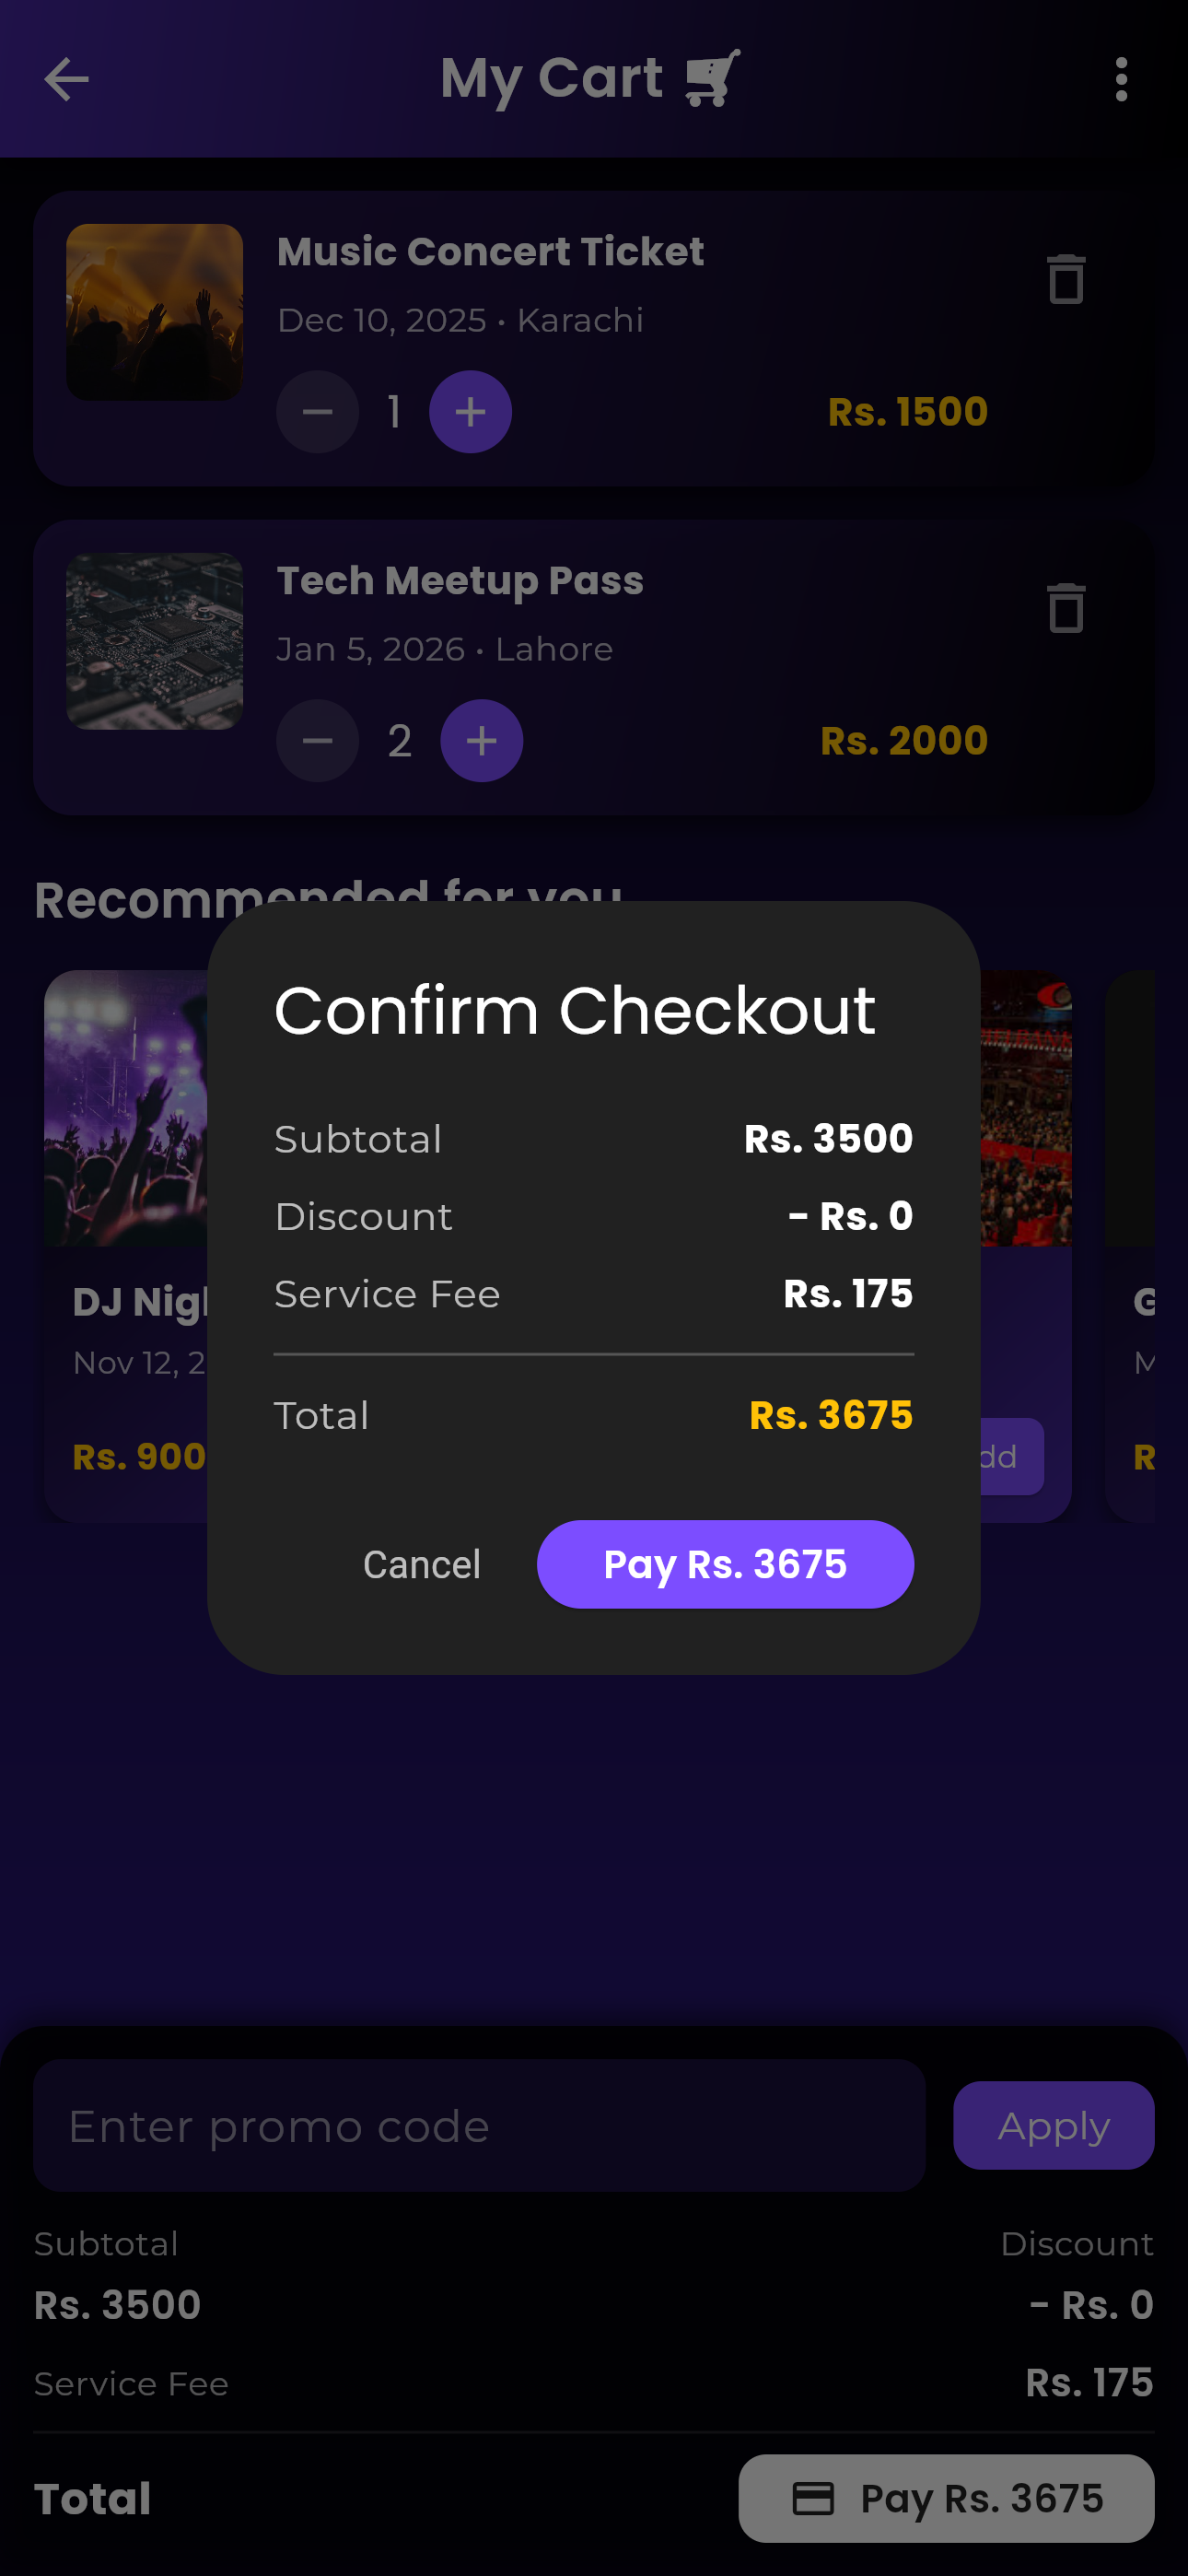 My Cart
Music Concert Ticket
Dec 10, 2025 • Karachi
1
Rs. 1500
Tech Meetup Pass
Jan 5, 2026 • Lahore
2
Rs. 2000
Recommended for you
Confirm Checkout
Subtotal Rs. 3500
Discount - Rs. 0
Service Fee Rs. 175
Total Rs. 3675
Cancel Pay Rs. 3675
DJ
Nov 12,
Rs. 900
Enter promo code Apply
Subtotal Discount
Rs. 3500 - Rs. 0
Service Fee Rs. 175
Total Pay Rs. 3675